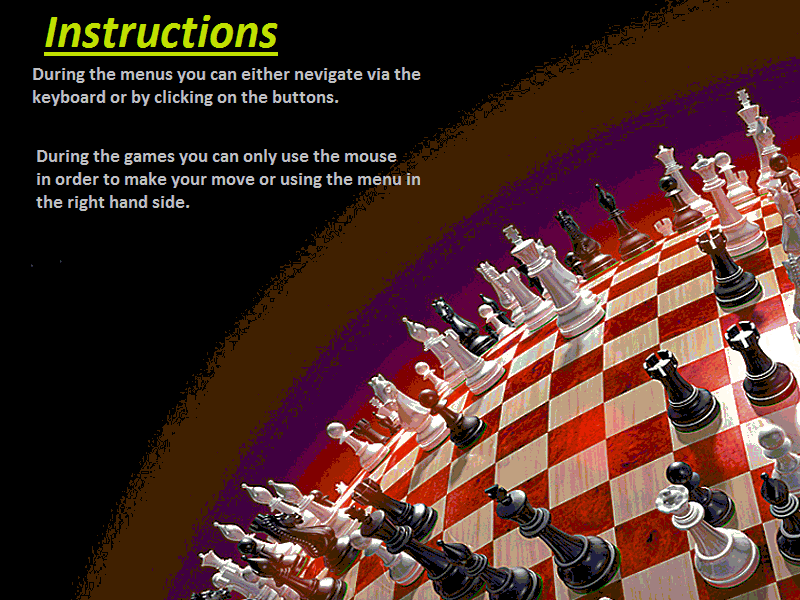 Instructions
During the menus you can either nevigate via the
keyboard or by clicking on the buttons.
During the games you can only use the mouse
in order to make your move or using the menu in
the right hand side.